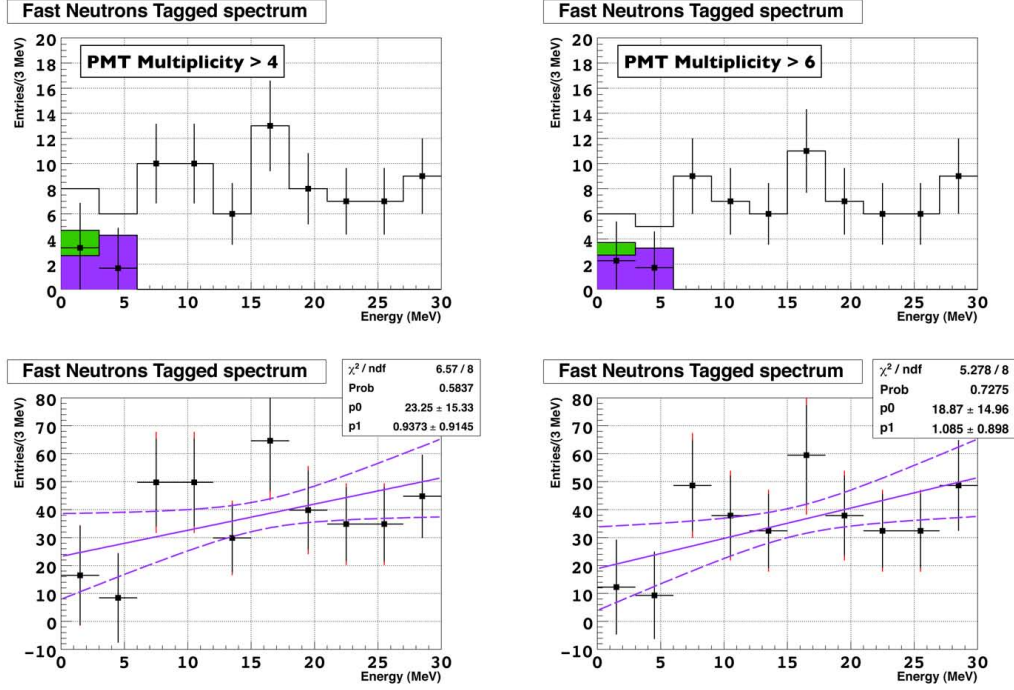 Fast Neutrons Tagged spectrum
Entries/(3 MeV)
20
18
16
14
12
10
8
6
4
2
0
PMT Multiplicity > 4
0 5 10 15 20 25 30
Energy (MeV)
Fast Neutrons Tagged spectrum
Entries/(3 MeV)
20
18
16
14
12
10
8
6
4
2
0
PMT Multiplicity > 6
0 5 10 15 20 25 30
Energy (MeV)
Fast Neutrons Tagged spectrum
χ² / ndf 6.57 / 8
Prob 0.5837
p0 23.25 ± 15.33
p1 0.9373 ± 0.9145
Entries/(3 MeV)
80
70
60
50
40
30
20
10
0
−10
0 5 10 15 20 25 30
Energy (MeV)
Fast Neutrons Tagged spectrum
χ² / ndf 5.278 / 8
Prob 0.7275
p0 18.87 ± 14.96
p1 1.085 ± 0.898
Entries/(3 MeV)
80
70
60
50
40
30
20
10
0
−10
0 5 10 15 20 25 30
Energy (MeV)